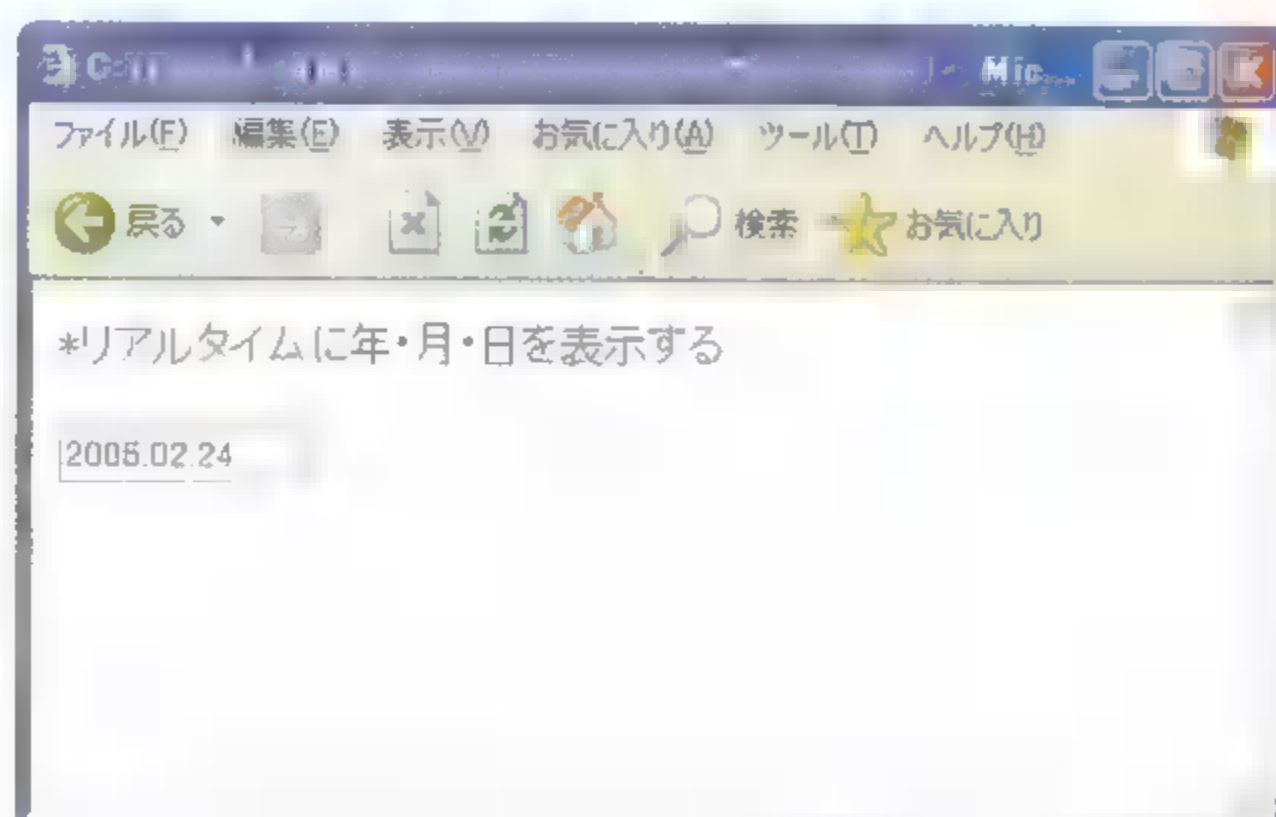 Mic...
ファイル(F) 編集(E) 表示(V) お気に入り(A) ツール(T) ヘルプ(H)
戻る 検索 お気に入り
*リアルタイムに年・月・日を表示する
2005.02.24